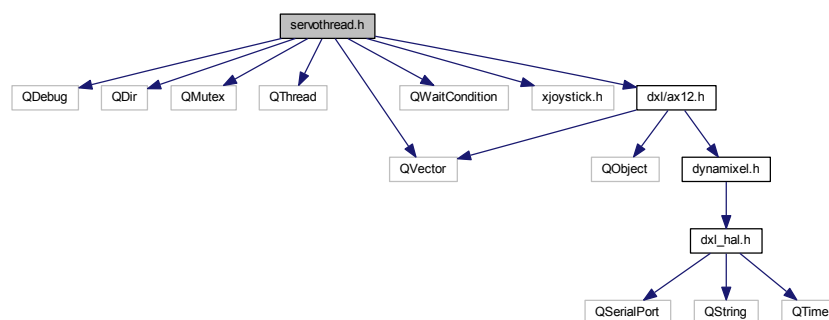 servothread.h
QDebug
QDir
QMutex
QThread
QWaitCondition
xjoystick.h
dxl/ax12.h
QVector
QObject
dynamixel.h
dxl_hal.h
QSerialPort
QString
QTime